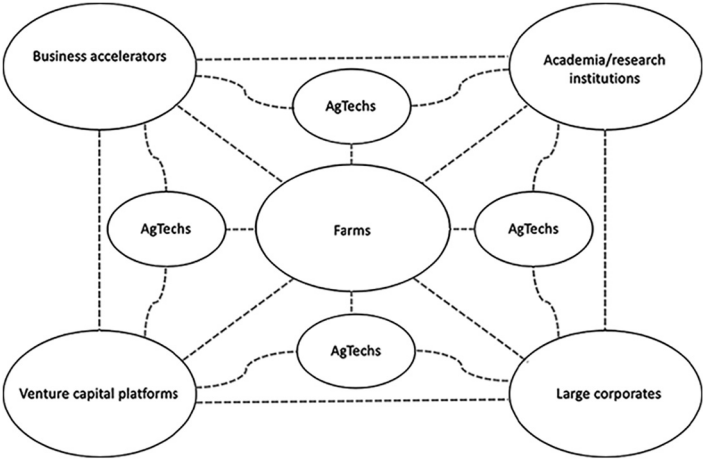 Business accelerators
Academia/research
institutions
AgTechs
AgTechs
Farms
AgTechs
AgTechs
Venture capital platforms
Large corporates